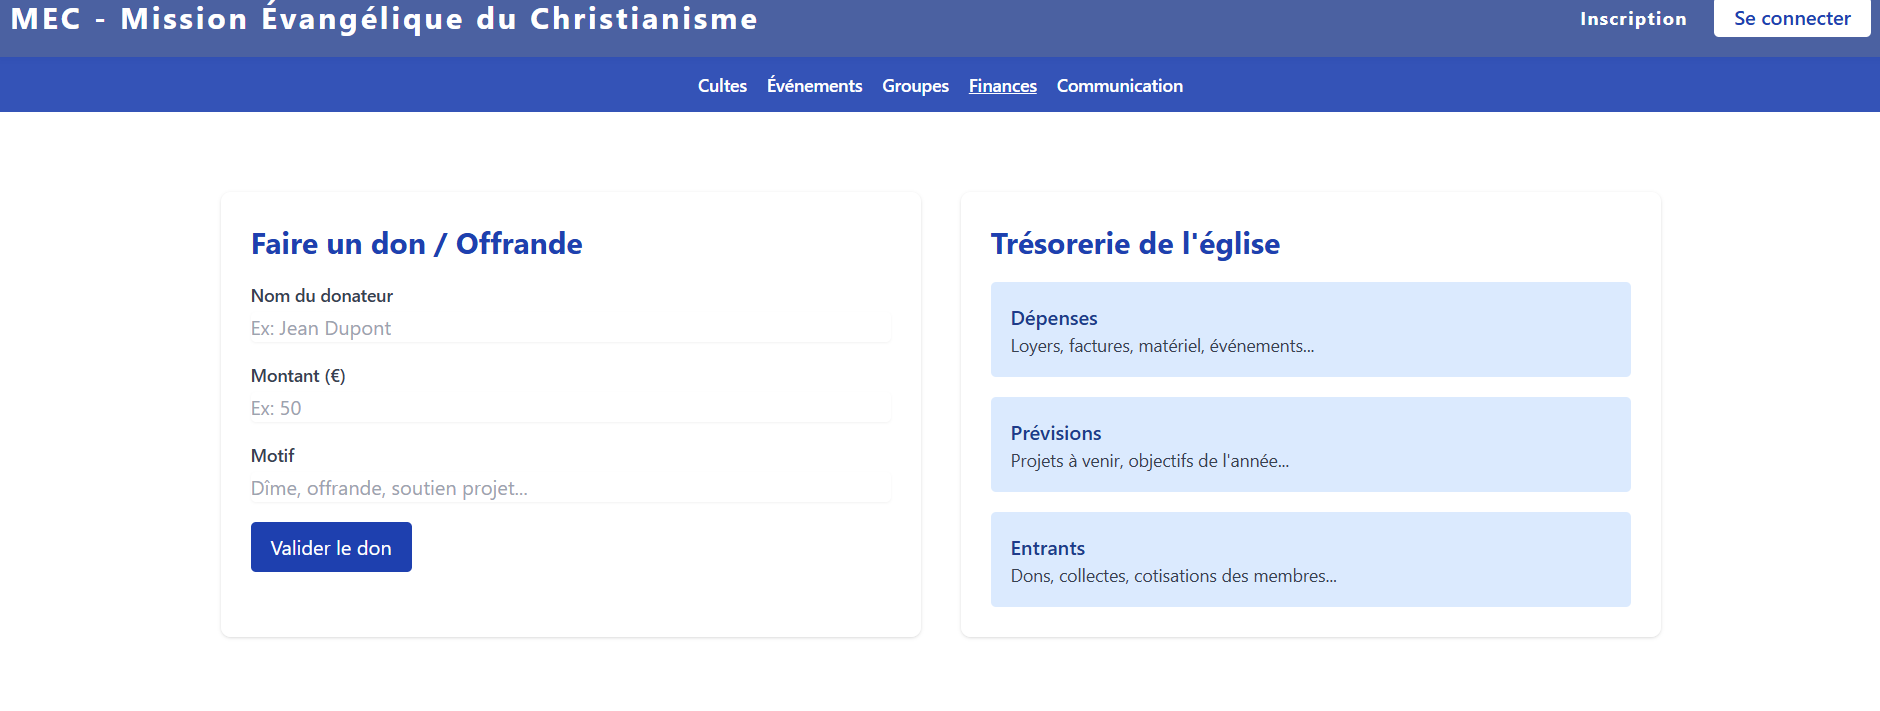 MEC - Mission Évangélique du Christianisme
Inscription
Se connecter
Cultes Événements Groupes Finances Communication
Faire un don / Offrande
Nom du donateur
Ex: Jean Dupont
Montant (€)
Ex: 50
Motif
Dîme, offrande, soutien projet...
Valider le don
Trésorerie de l'église
Dépenses
Loyers, factures, matériel, événements...
Prévisions
Projets à venir, objectifs de l'année...
Entrants
Dons, collectes, cotisations des membres...